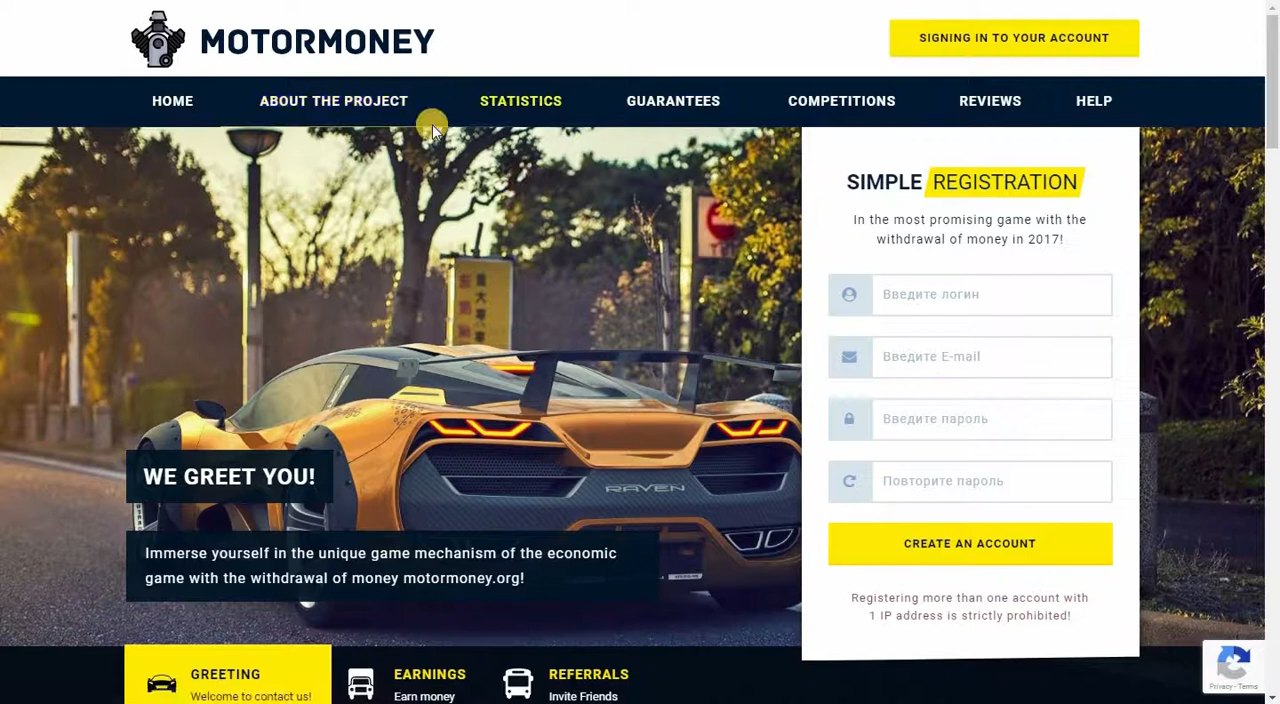 MOTORMONEY
SIGNING IN TO YOUR ACCOUNT
HOME ABOUT THE PROJECT STATISTICS GUARANTEES COMPETITIONS REVIEWS HELP
SIMPLE REGISTRATION
In the most promising game with the
withdrawal of money in 2017!
Введите логин
Введите E-mail
Введите пароль
Повторите пароль
CREATE AN ACCOUNT
Registering more than one account with
1 IP address is strictly prohibited!
RAVEN
WE GREET YOU!
Immerse yourself in the unique game mechanism of the economic
game with the withdrawal of money motormoney.org!
GREETING
Welcome to contact us!
EARNINGS
Earn money
REFERRALS
Invite Friends
Privacy - Terms